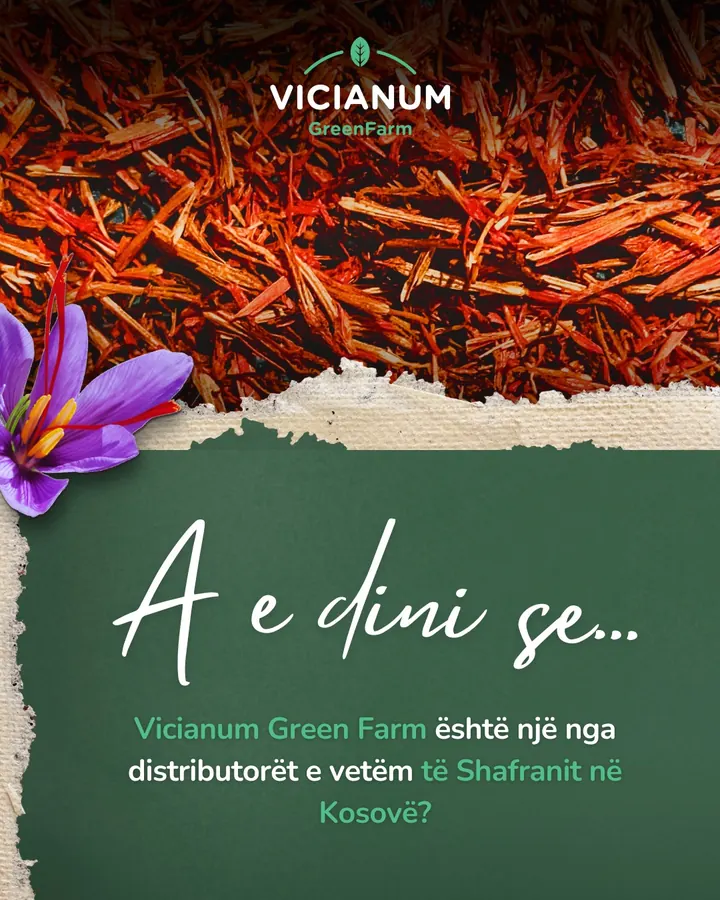 VICIANUM
GreenFarm
A e dini se...
Vicianum Green Farm është një nga
distributorët e vetëm të Shafranit në
Kosovë?